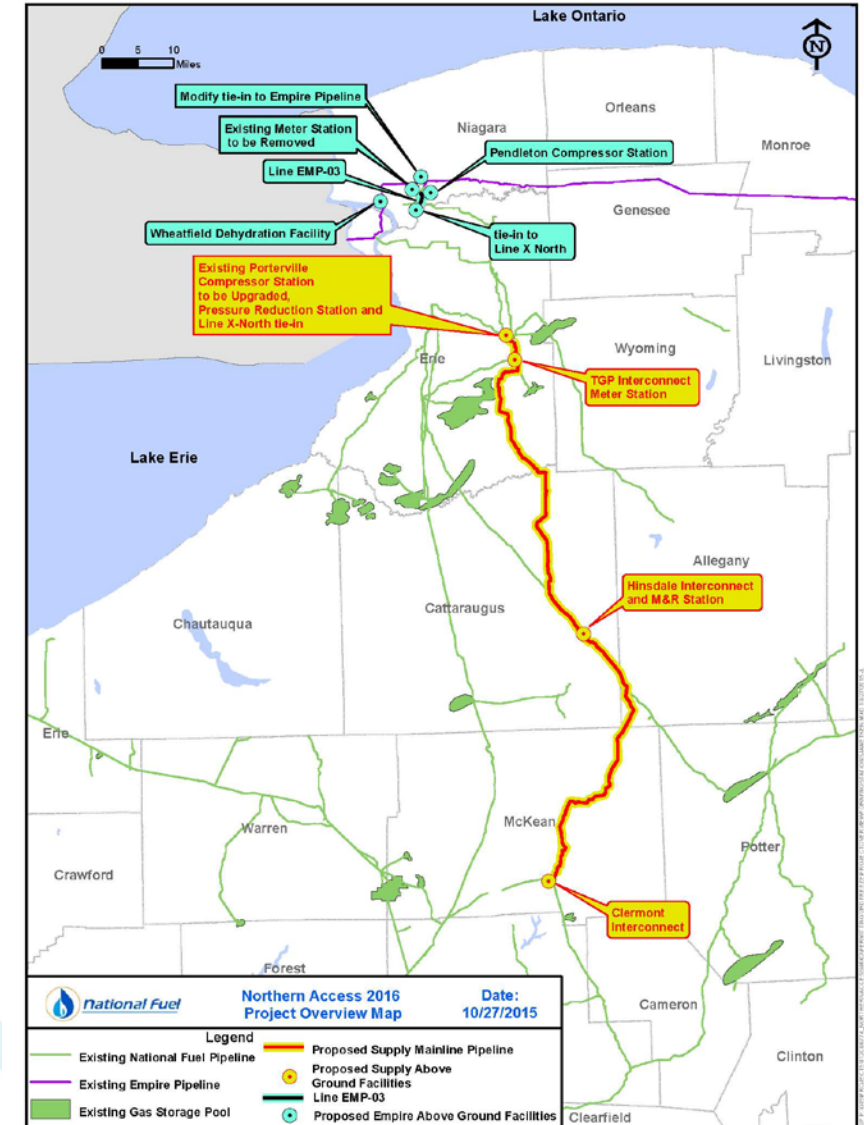 Lake Ontario
N
0 5 10
Miles
Modify tie-in to Empire Pipeline
Orleans
Existing Meter Station
to be Removed
Niagara
Monroe
Line EMP-03
Pendleton Compressor Station
Genesee
Wheatfield Dehydration Facility
tie-in to
Line X North
Existing Porterville
Compressor Station
to be Upgraded,
Pressure Reduction Station and
Line X-North tie-in
Wyoming
Erie
Livingston
TGP Interconnect
Meter Station
Lake Erie
Allegany
Hinsdale Interconnect
and M&R Station
Cattaraugus
Chautauqua
Erie
McKean
Warren
Potter
Crawford
Clermont
Interconnect
Forest
Cameron
Clinton
Clearfield
National Fuel
Northern Access 2016
Project Overview Map
Date:
10/27/2015
Legend
Existing National Fuel Pipeline
Existing Empire Pipeline
Existing Gas Storage Pool
Proposed Supply Mainline Pipeline
Proposed Supply Above
Ground Facilities
Line EMP-03
Proposed Empire Above Ground Facilities